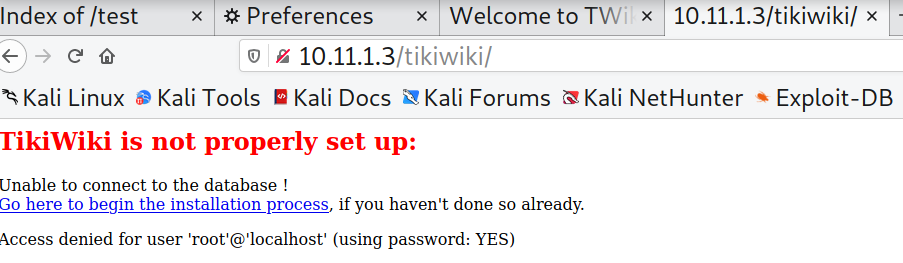 Index of /test
Preferences
Welcome to TWik
10.11.1.3/tikiwiki/
10.11.1.3/tikiwiki/
Kali Linux
Kali Tools
Kali Docs
Kali Forums
Kali NetHunter
Exploit-DB
TikiWiki is not properly set up:
Unable to connect to the database !
Go here to begin the installation process, if you haven't done so already.
Access denied for user 'root'@'localhost' (using password: YES)